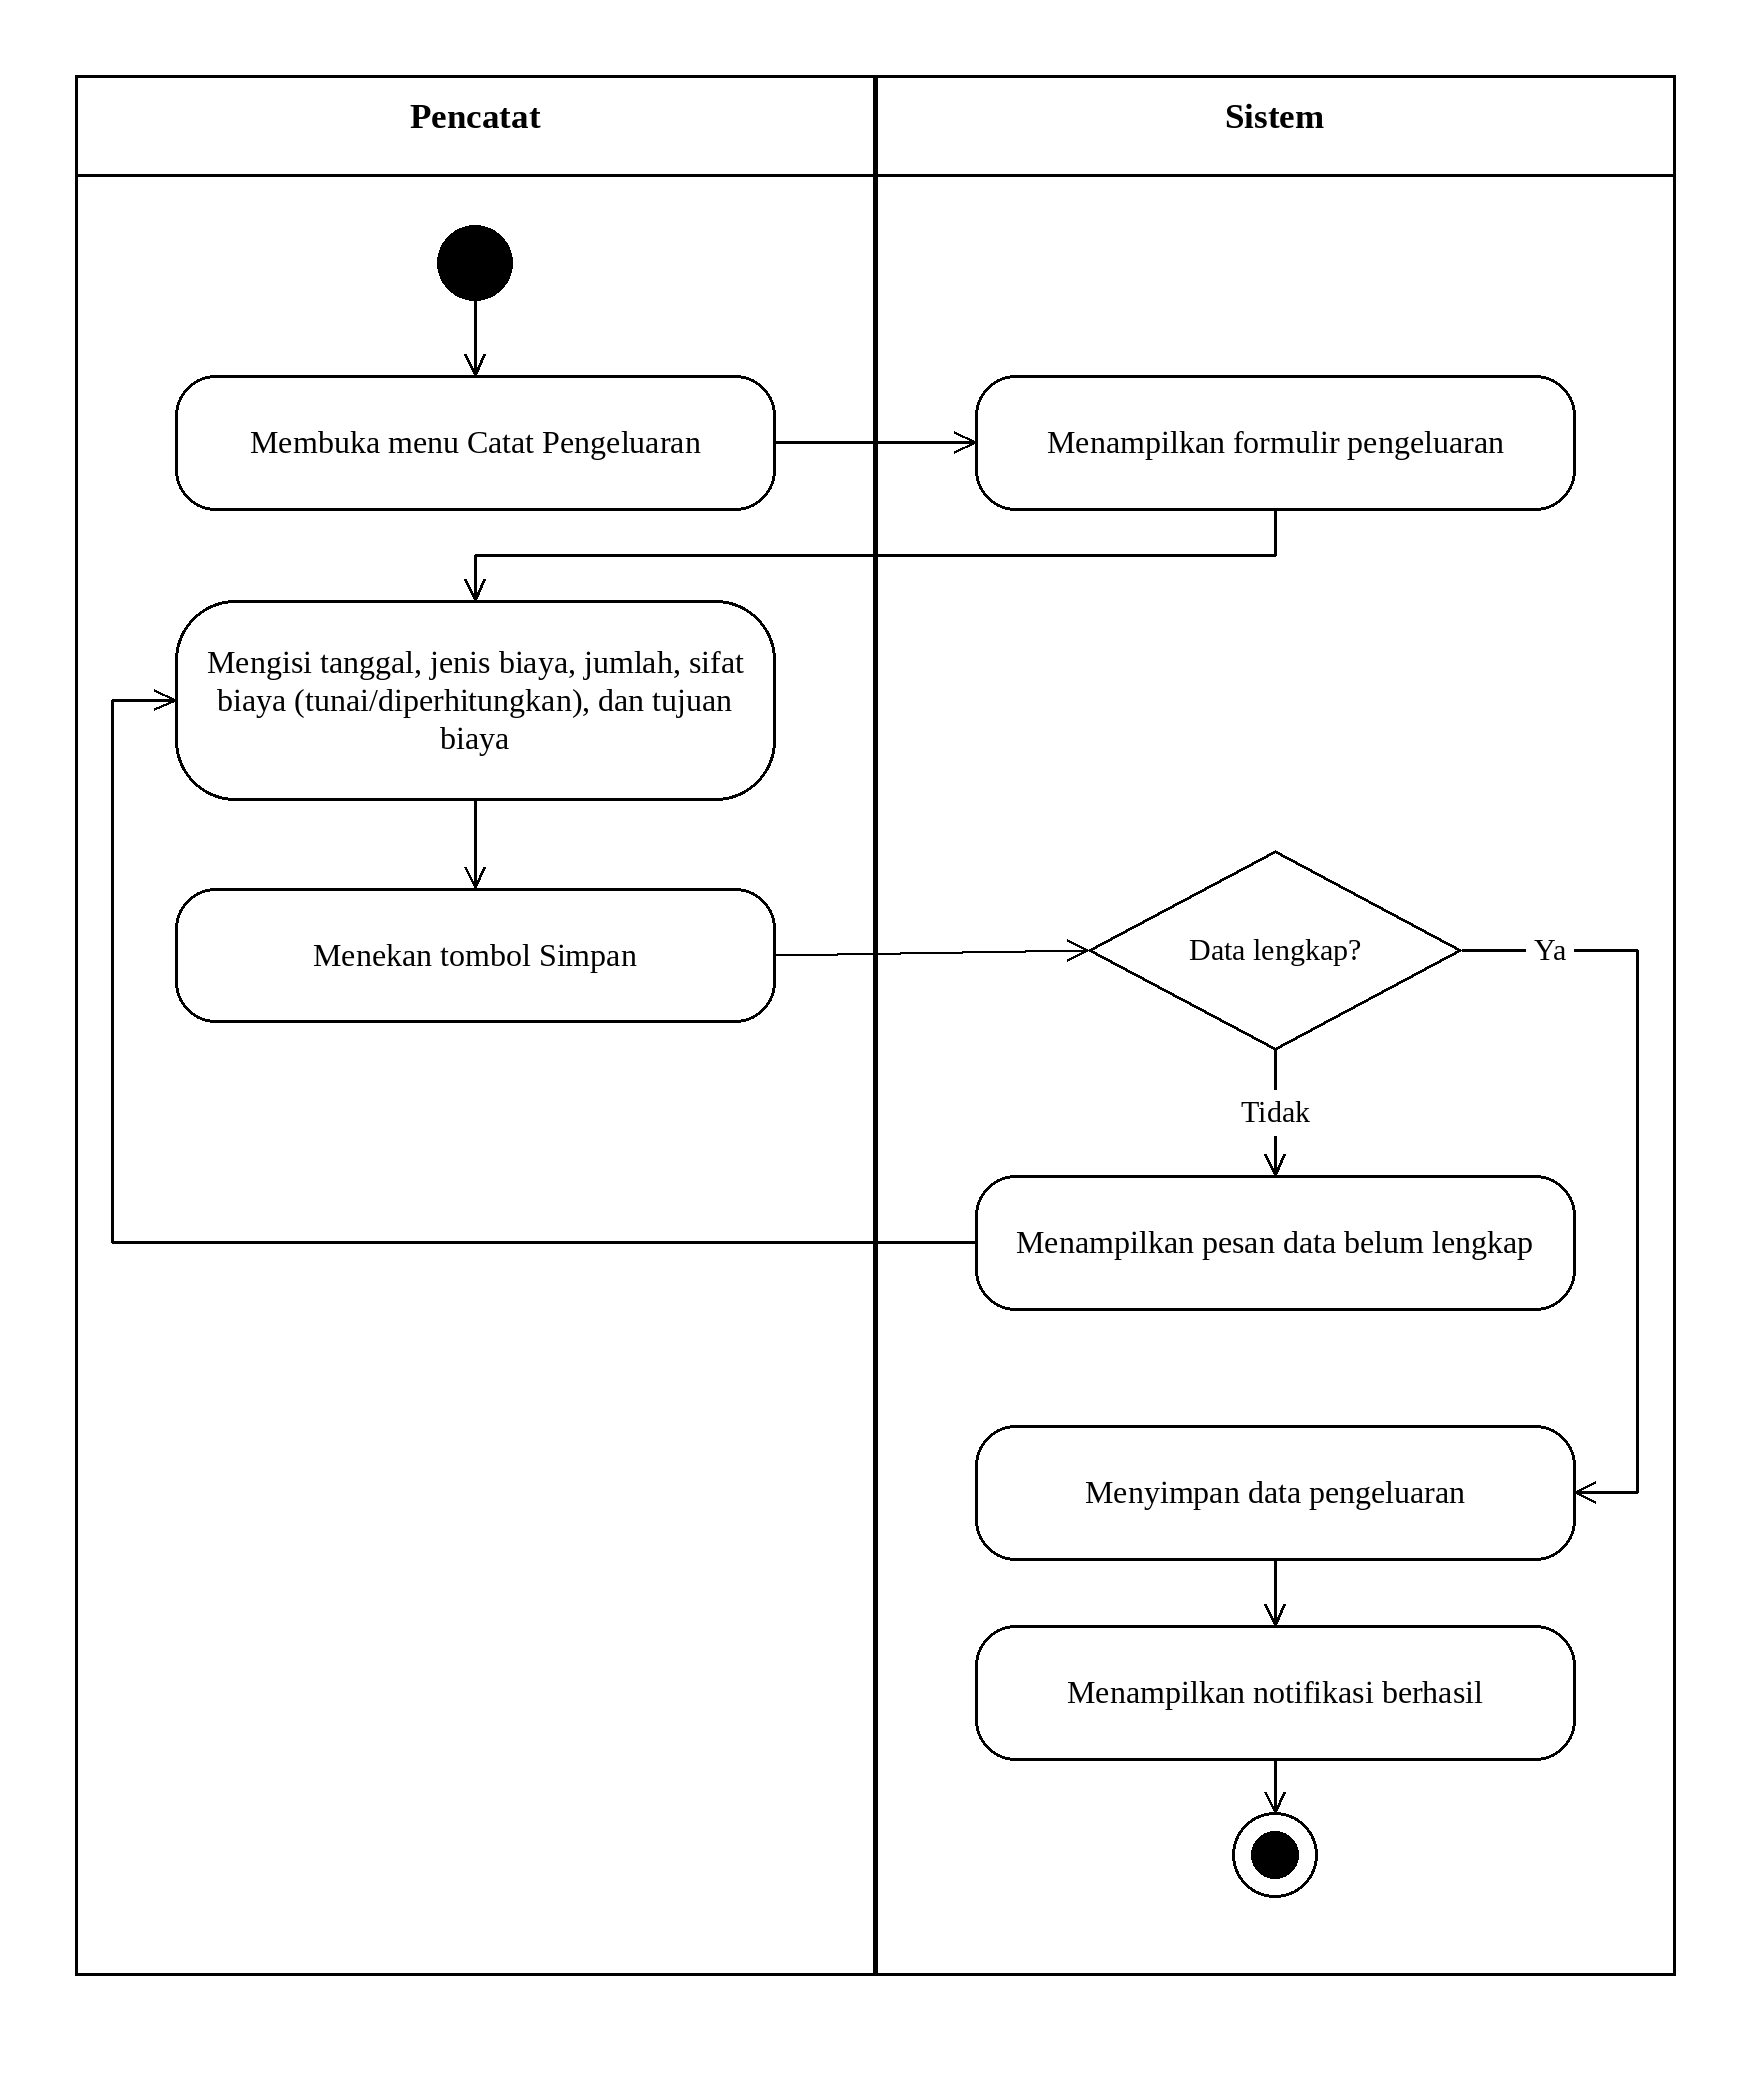 Pencatat
Sistem
Membuka menu Catat Pengeluaran
Menampilkan formulir pengeluaran
Mengisi tanggal, jenis biaya, jumlah, sifat
biaya (tunai/diperhitungkan), dan tujuan
biaya
Menekan tombol Simpan
Data lengkap?
Ya
Tidak
Menampilkan pesan data belum lengkap
Menyimpan data pengeluaran
Menampilkan notifikasi berhasil